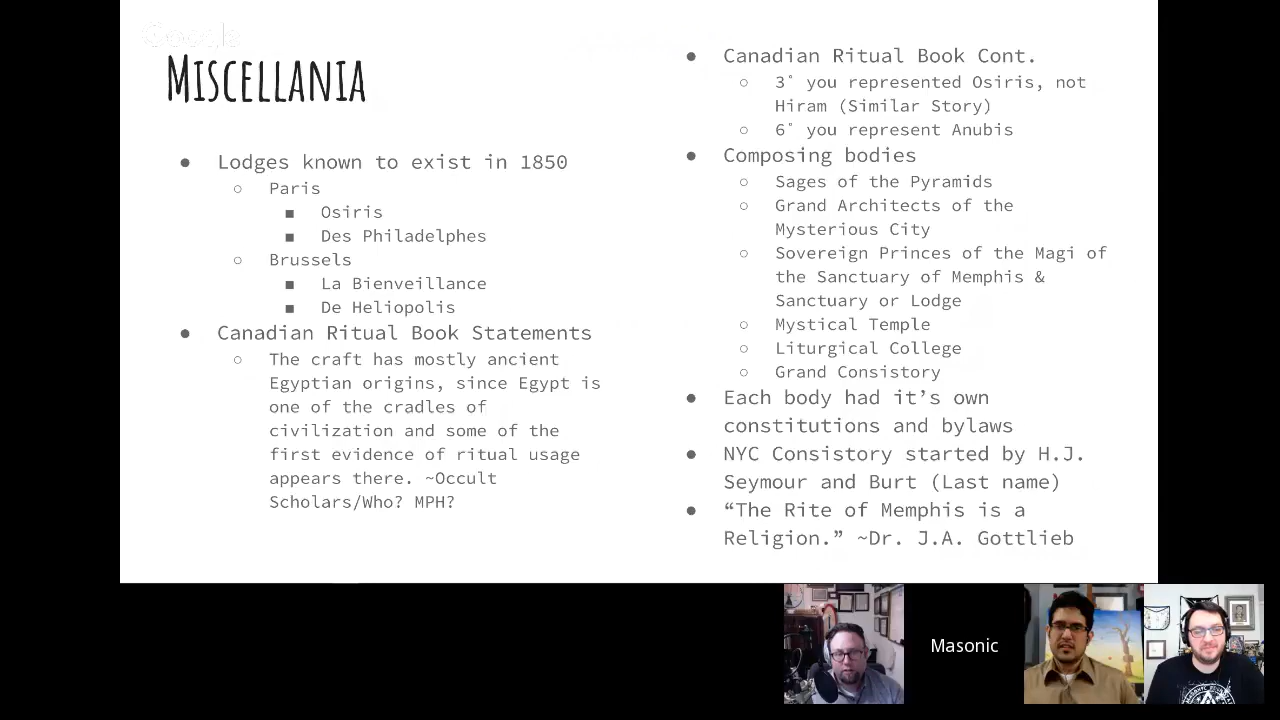 Miscellania
● Lodges known to exist in 1850
○ Paris
■ Osiris
■ Des Philadelphes
○ Brussels
■ La Bienveillance
■ De Heliopolis
● Canadian Ritual Book Statements
○ The craft has mostly ancient
Egyptian origins, since Egypt is
one of the cradles of
civilization and some of the
first evidence of ritual usage
appears there. ~Occult
Scholars/Who? MPH?
● Canadian Ritual Book Cont.
○ 3° you represented Osiris, not
Hiram (Similar Story)
○ 6° you represent Anubis
● Composing bodies
○ Sages of the Pyramids
○ Grand Architects of the
Mysterious City
○ Sovereign Princes of the Magi of
the Sanctuary of Memphis &
Sanctuary or Lodge
○ Mystical Temple
○ Liturgical College
○ Grand Consistory
● Each body had it’s own
constitutions and bylaws
● NYC Consistory started by H.J.
Seymour and Burt (Last name)
● “The Rite of Memphis is a
Religion.” ~Dr. J.A. Gottlieb
Masonic